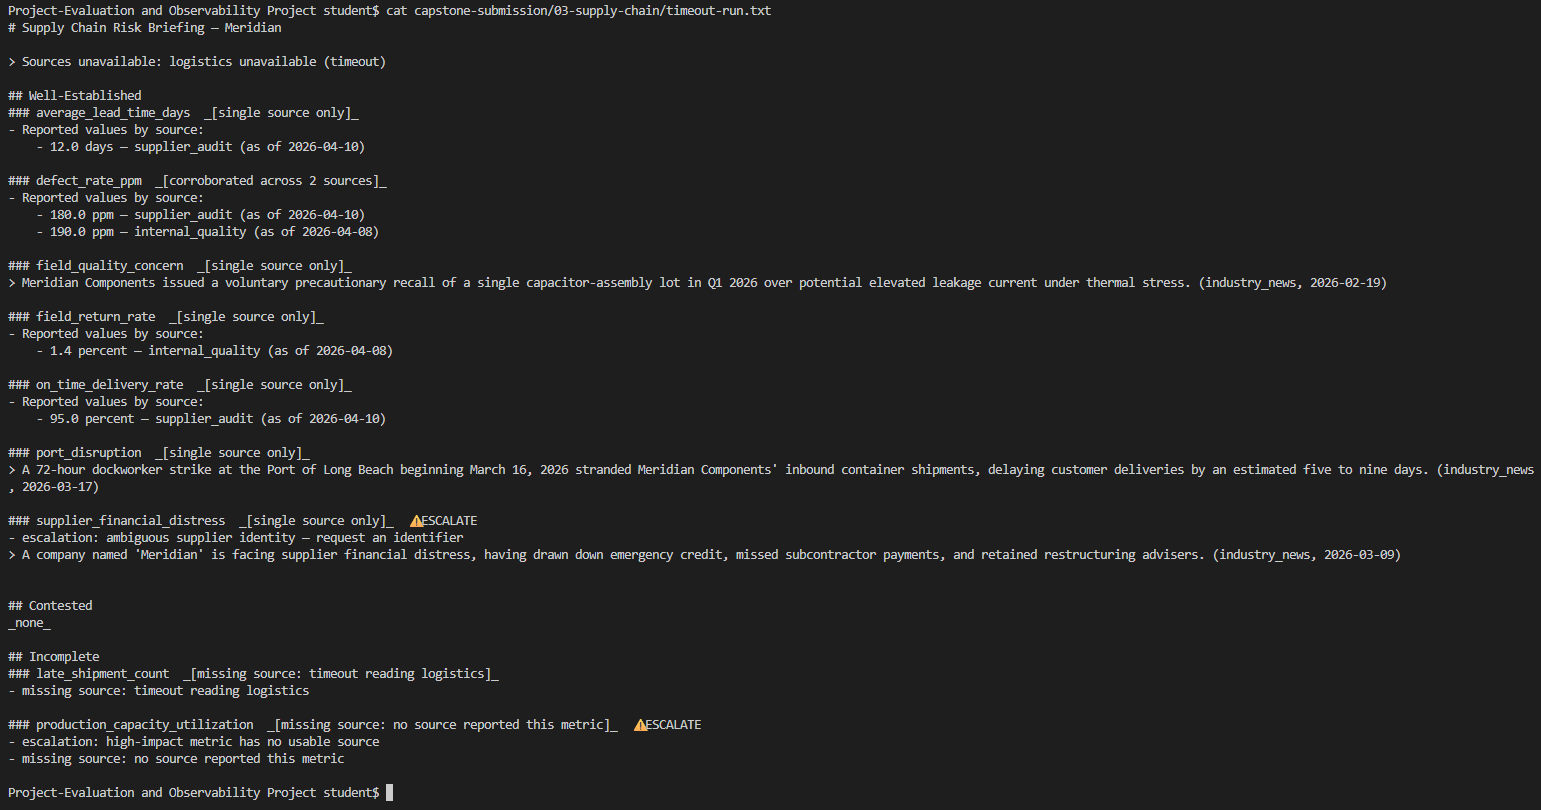 Project-Evaluation and Observability Project student$ cat capstone-submission/03-supply-chain/timeout-run.txt
# Supply Chain Risk Briefing — Meridian
> Sources unavailable: logistics unavailable (timeout)
## Well-Established
### average_lead_time_days  _[single source only]_
- Reported values by source:
    - 12.0 days — supplier_audit (as of 2026-04-10)
### defect_rate_ppm  _[corroborated across 2 sources]_
- Reported values by source:
    - 180.0 ppm — supplier_audit (as of 2026-04-10)
    - 190.0 ppm — internal_quality (as of 2026-04-08)
### field_quality_concern  _[single source only]_
> Meridian Components issued a voluntary precautionary recall of a single capacitor-assembly lot in Q1 2026 over potential elevated leakage current under thermal stress. (industry_news, 2026-02-19)
### field_return_rate  _[single source only]_
- Reported values by source:
    - 1.4 percent — internal_quality (as of 2026-04-08)
### on_time_delivery_rate  _[single source only]_
- Reported values by source:
    - 95.0 percent — supplier_audit (as of 2026-04-10)
### port_disruption  _[single source only]_
> A 72-hour dockworker strike at the Port of Long Beach beginning March 16, 2026 stranded Meridian Components' inbound container shipments, delaying customer deliveries by an estimated five to nine days. (industry_news
, 2026-03-17)
### supplier_financial_distress  _[single source only]_  ⚠ESCALATE
- escalation: ambiguous supplier identity — request an identifier
> A company named 'Meridian' is facing supplier financial distress, having drawn down emergency credit, missed subcontractor payments, and retained restructuring advisers. (industry_news, 2026-03-09)
## Contested
_none_
## Incomplete
### late_shipment_count  _[missing source: timeout reading logistics]_
- missing source: timeout reading logistics
### production_capacity_utilization  _[missing source: no source reported this metric]_  ⚠ESCALATE
- escalation: high-impact metric has no usable source
- missing source: no source reported this metric
Project-Evaluation and Observability Project student$